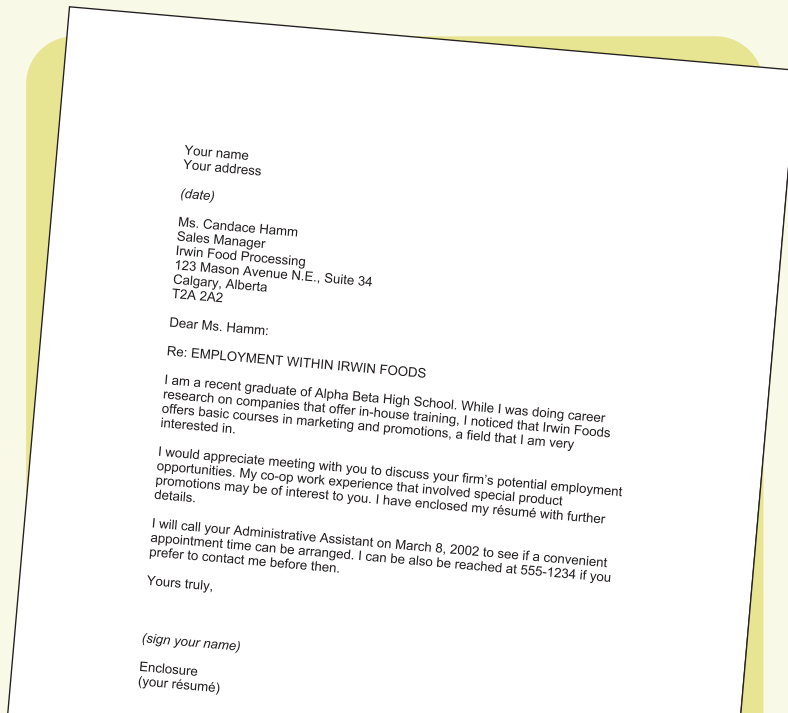 Your name
Your address
(date)
Ms. Candace Hamm
Sales Manager
Irwin Food Processing
123 Mason Avenue N.E., Suite 34
Calgary, Alberta
T2A 2A2
Dear Ms. Hamm:
Re: EMPLOYMENT WITHIN IRWIN FOODS
I am a recent graduate of Alpha Beta High School. While I was doing career
research on companies that offer in-house training, I noticed that Irwin Foods
offers basic courses in marketing and promotions, a field that I am very
interested in.
I would appreciate meeting with you to discuss your firm’s potential employment
opportunities. My co-op work experience that involved special product
promotions may be of interest to you. I have enclosed my résumé with further
details.
I will call your Administrative Assistant on March 8, 2002 to see if a convenient
appointment time can be arranged. I can be also be reached at 555-1234 if you
prefer to contact me before then.
Yours truly,
(sign your name)
Enclosure
(your résumé)